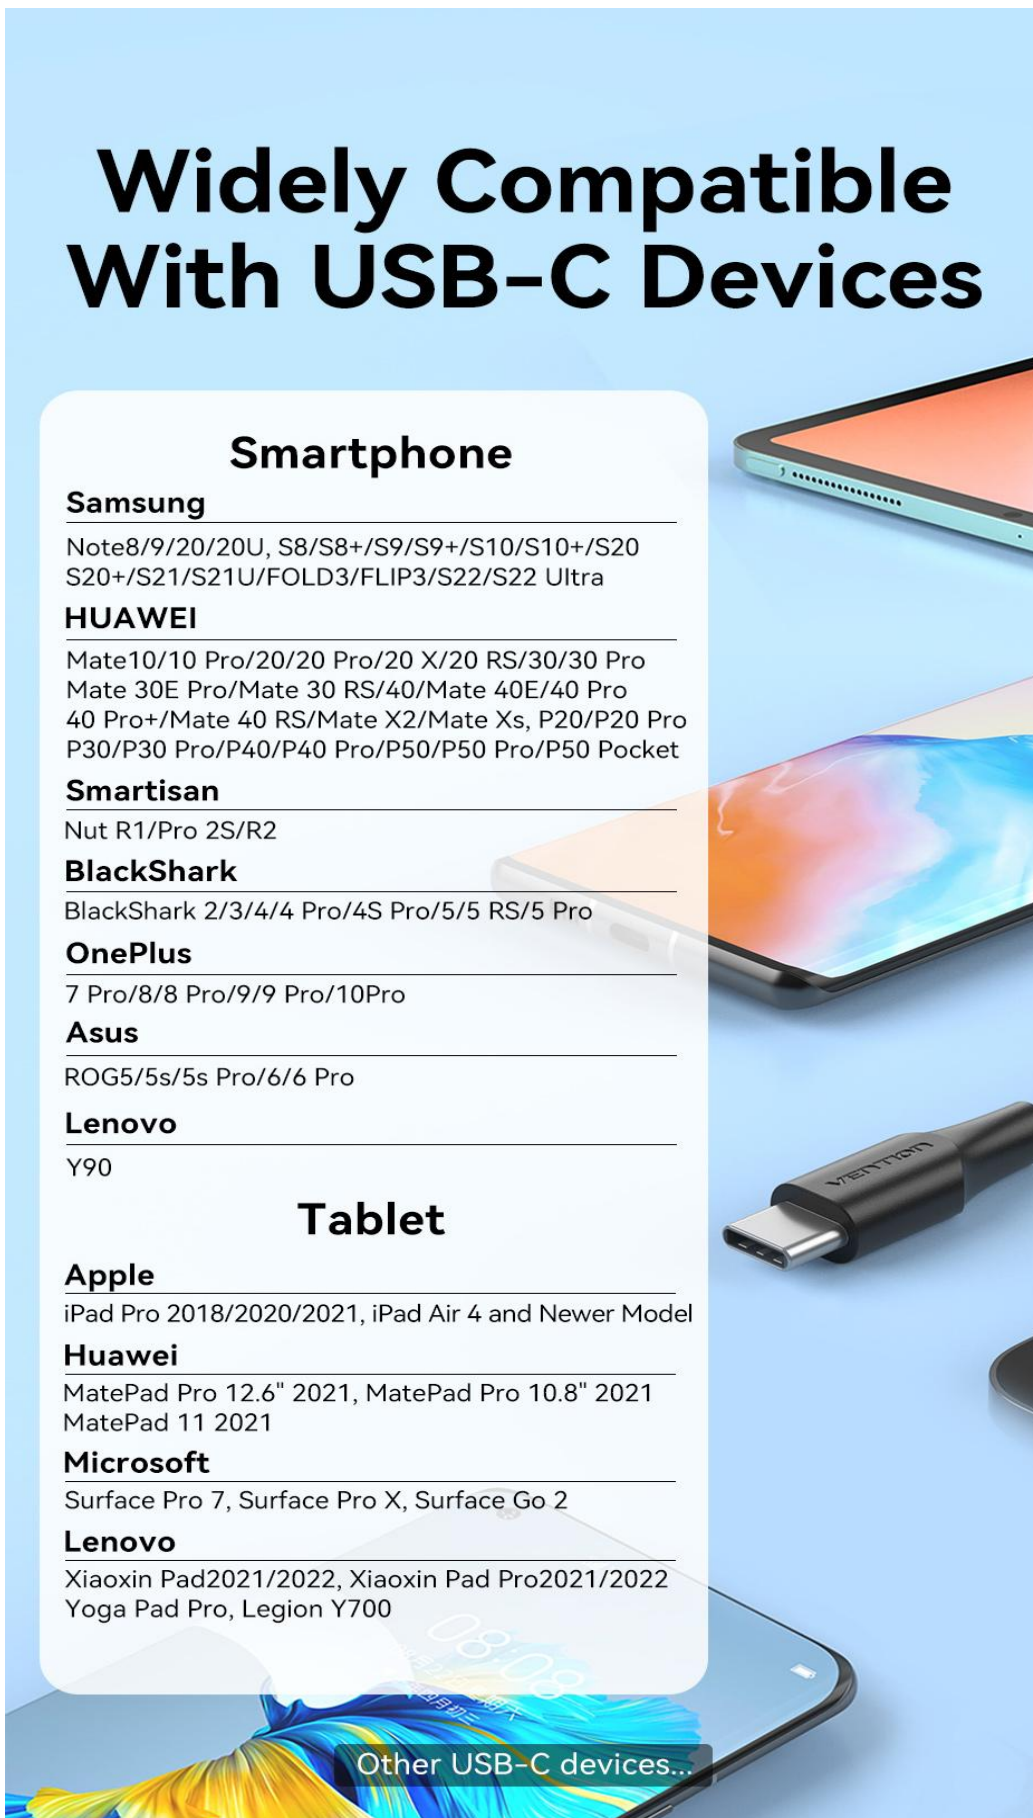 Widely Compatible
With USB-C Devices
Smartphone
Samsung
Note8/9/20/20U, S8/S8+/S9/S9+/S10/S10+/S20
S20+/S21/S21U/FOLD3/FLIP3/S22/S22 Ultra
HUAWEI
Mate10/10 Pro/20/20 Pro/20 X/20 RS/30/30 Pro
Mate 30E Pro/Mate 30 RS/40/Mate 40E/40 Pro
40 Pro+/Mate 40 RS/Mate X2/Mate Xs, P20/P20 Pro
P30/P30 Pro/P40/P40 Pro/P50/P50 Pro/P50 Pocket
Smartisan
Nut R1/Pro 2S/R2
BlackShark
BlackShark 2/3/4/4 Pro/4S Pro/5/5 RS/5 Pro
OnePlus
7 Pro/8/8 Pro/9/9 Pro/10Pro
Asus
ROG5/5s/5s Pro/6/6 Pro
Lenovo
Y90
VENTION
Tablet
Apple
iPad Pro 2018/2020/2021, iPad Air 4 and Newer Model
Huawei
MatePad Pro 12.6" 2021, MatePad Pro 10.8" 2021
MatePad 11 2021
Microsoft
Surface Pro 7, Surface Pro X, Surface Go 2
Lenovo
Xiaoxin Pad2021/2022, Xiaoxin Pad Pro2021/2022
Yoga Pad Pro, Legion Y700
08:08
Other USB-C devices...